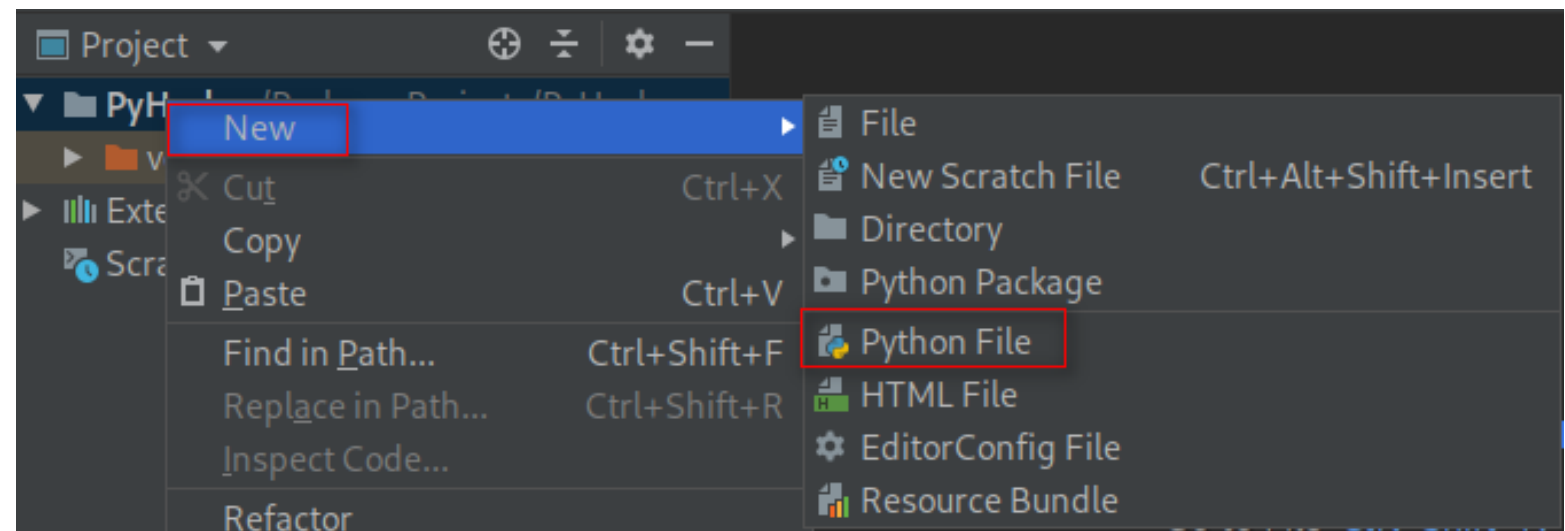 Project
PyH
New
File
New Scratch File Ctrl+Alt+Shift+Insert
Cut Ctrl+X
Exte
Directory
Copy
Scra
Python Package
Paste Ctrl+V
Find in Path... Ctrl+Shift+F
Python File
Replace in Path... Ctrl+Shift+R
HTML File
Inspect Code...
EditorConfig File
Refactor
Resource Bundle